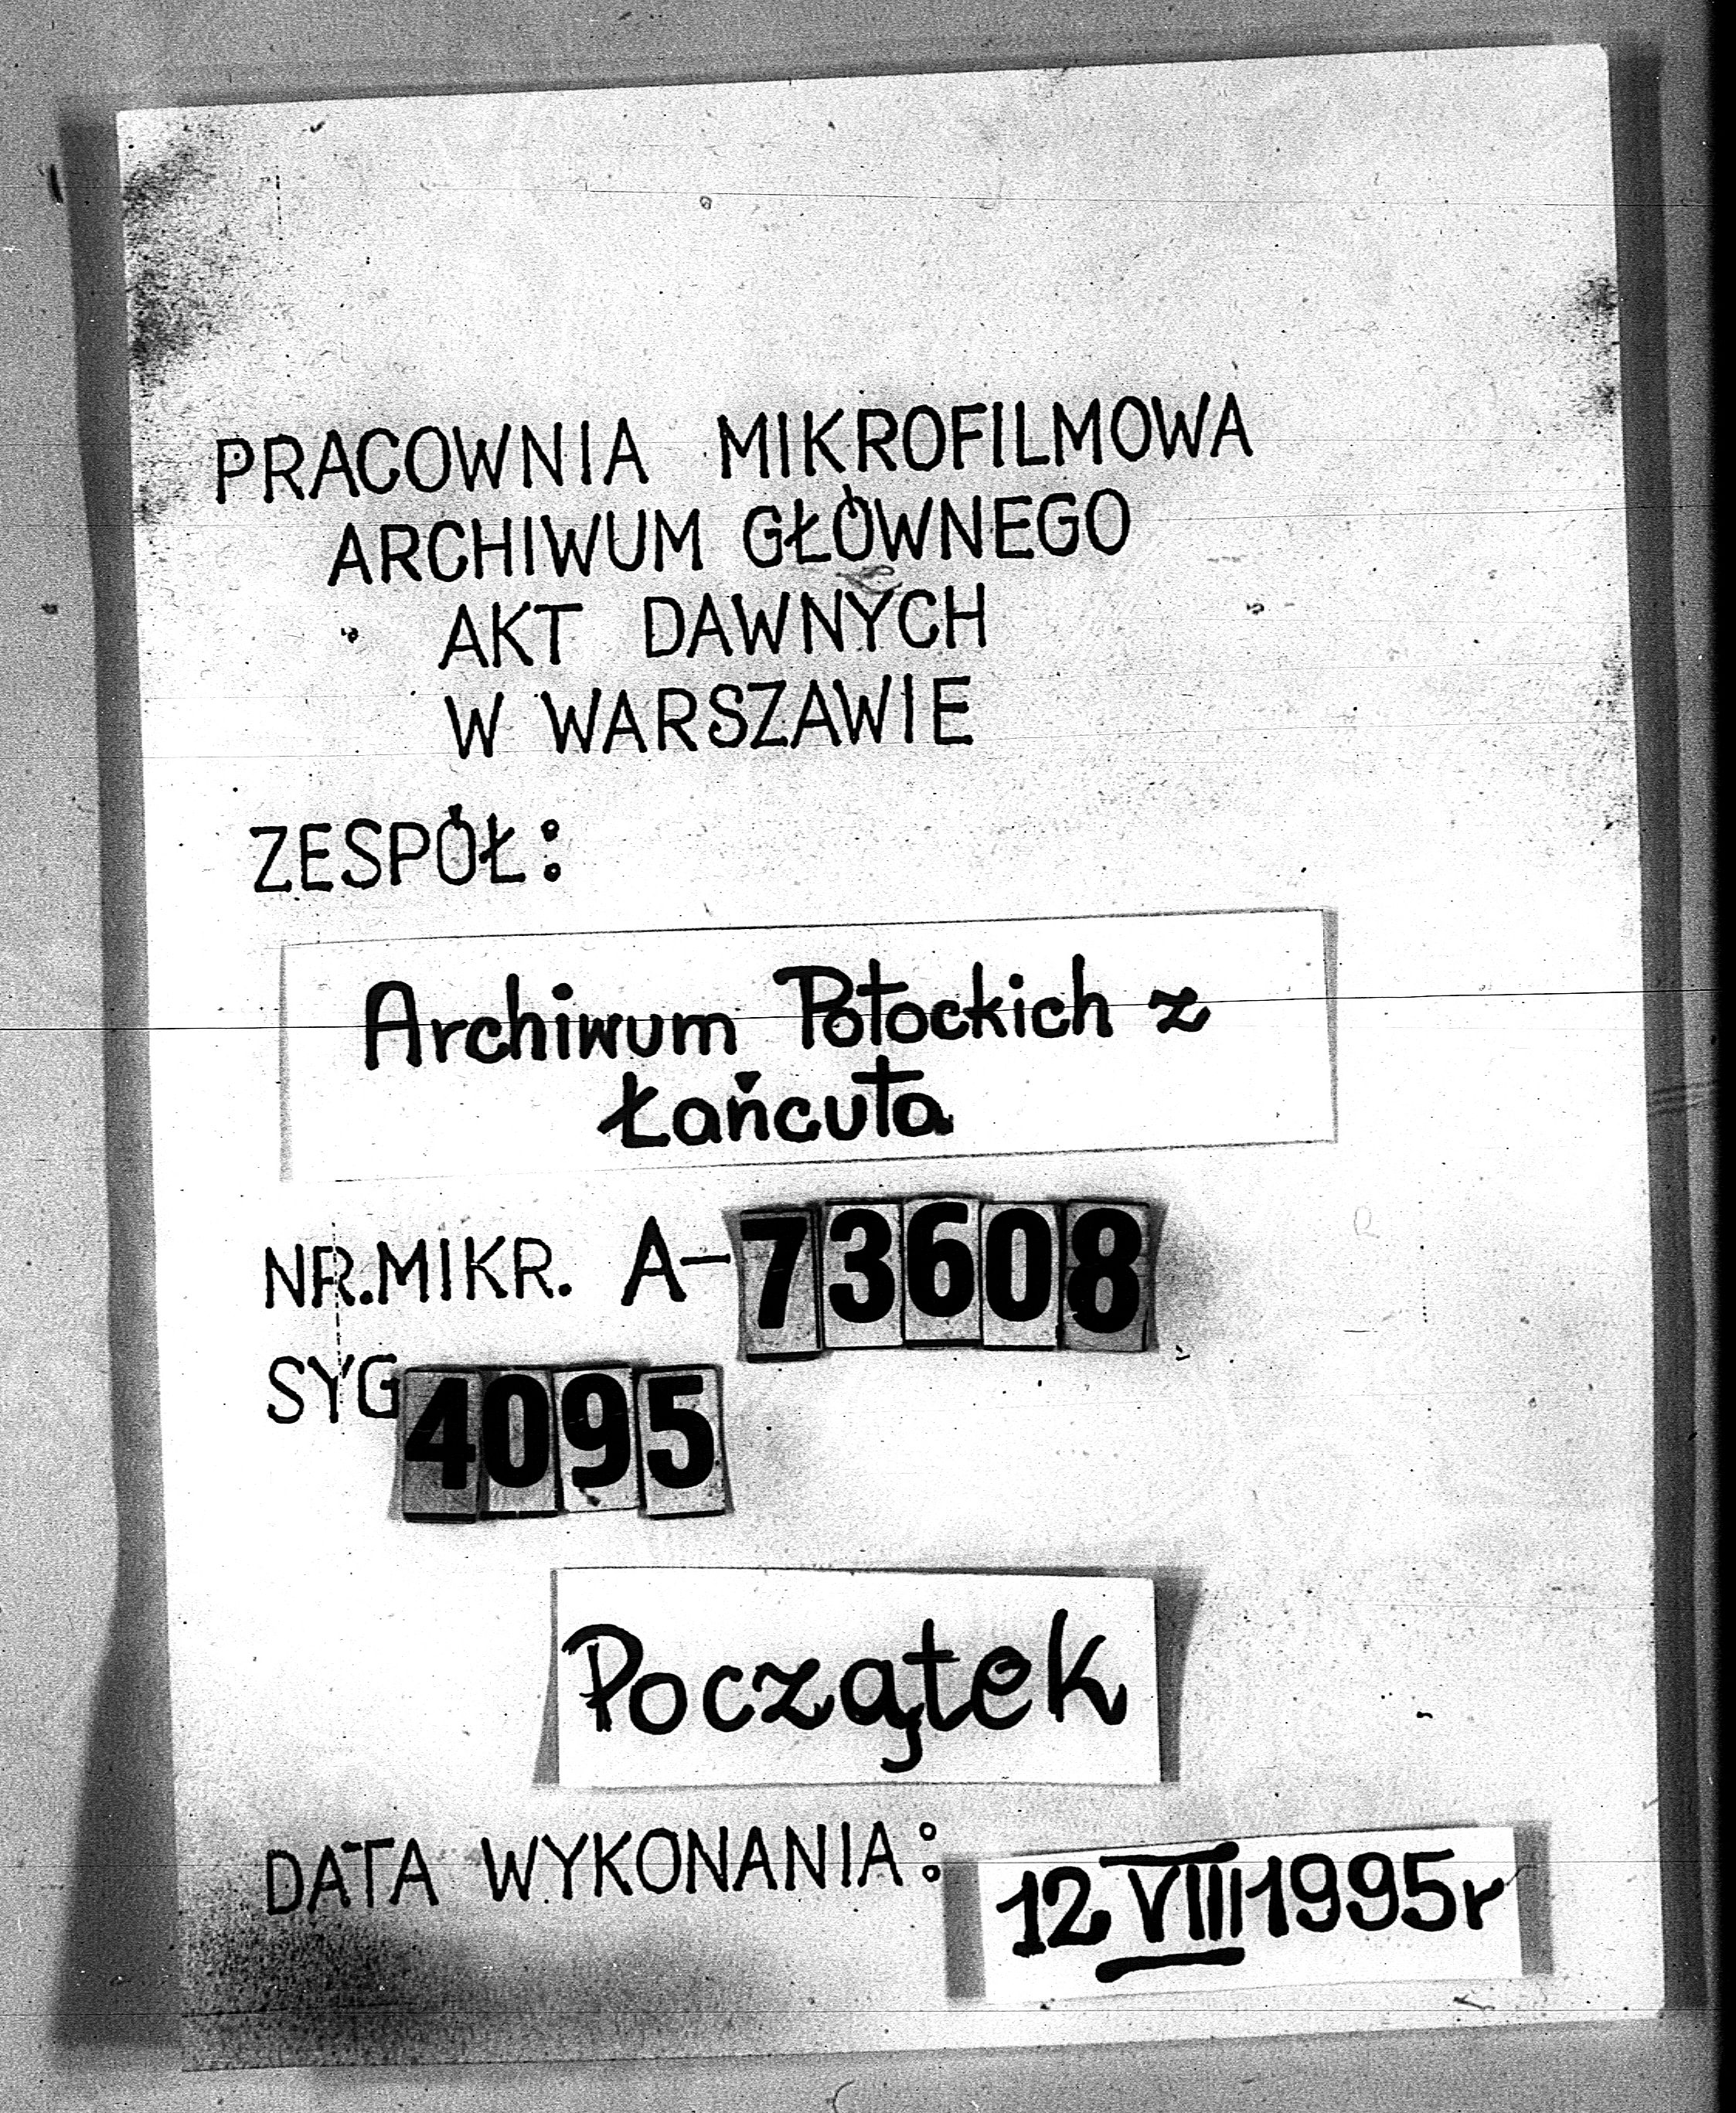 PRACOWNIA MIKROFILMOWA
ARCHIWUM GŁÓWNEGO
AKT DAWNYCH
W WARSZAWIE
ZESPÓŁ:
Archiwum Potockich z
Łańcuta
NR.MIKR. A-73608
SYG 4095
Początek
DATA WYKONANIA: 12 VIII 1995r